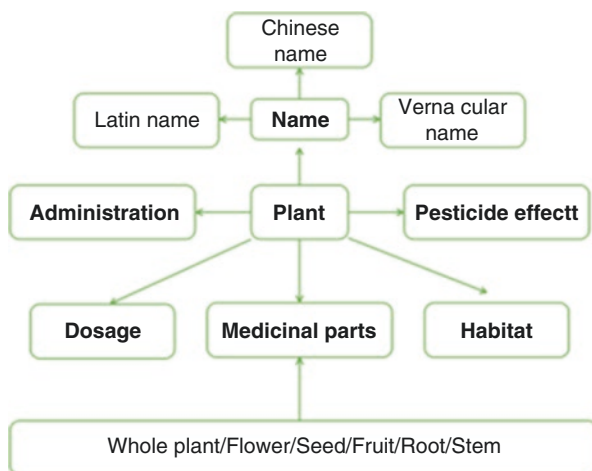 Chinese
name
Latin name
Name
Verna cular
name
Administration
Plant
Pesticide effectt
Dosage
Medicinal parts
Habitat
Whole plant/Flower/Seed/Fruit/Root/Stem